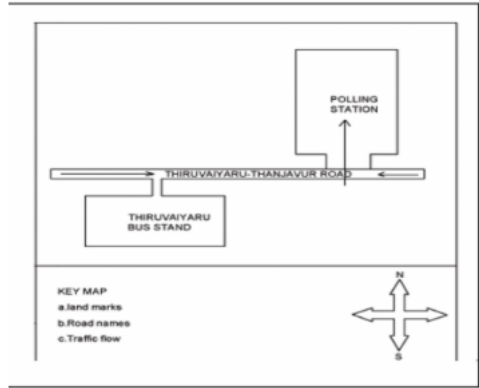 POLLING
STATION
THIRUVAIYARU-THANJAVUR ROAD
THIRUVAIYARU
BUS STAND
KEY MAP
a.land marks
b.Road names
c.Traffic flow
N
S